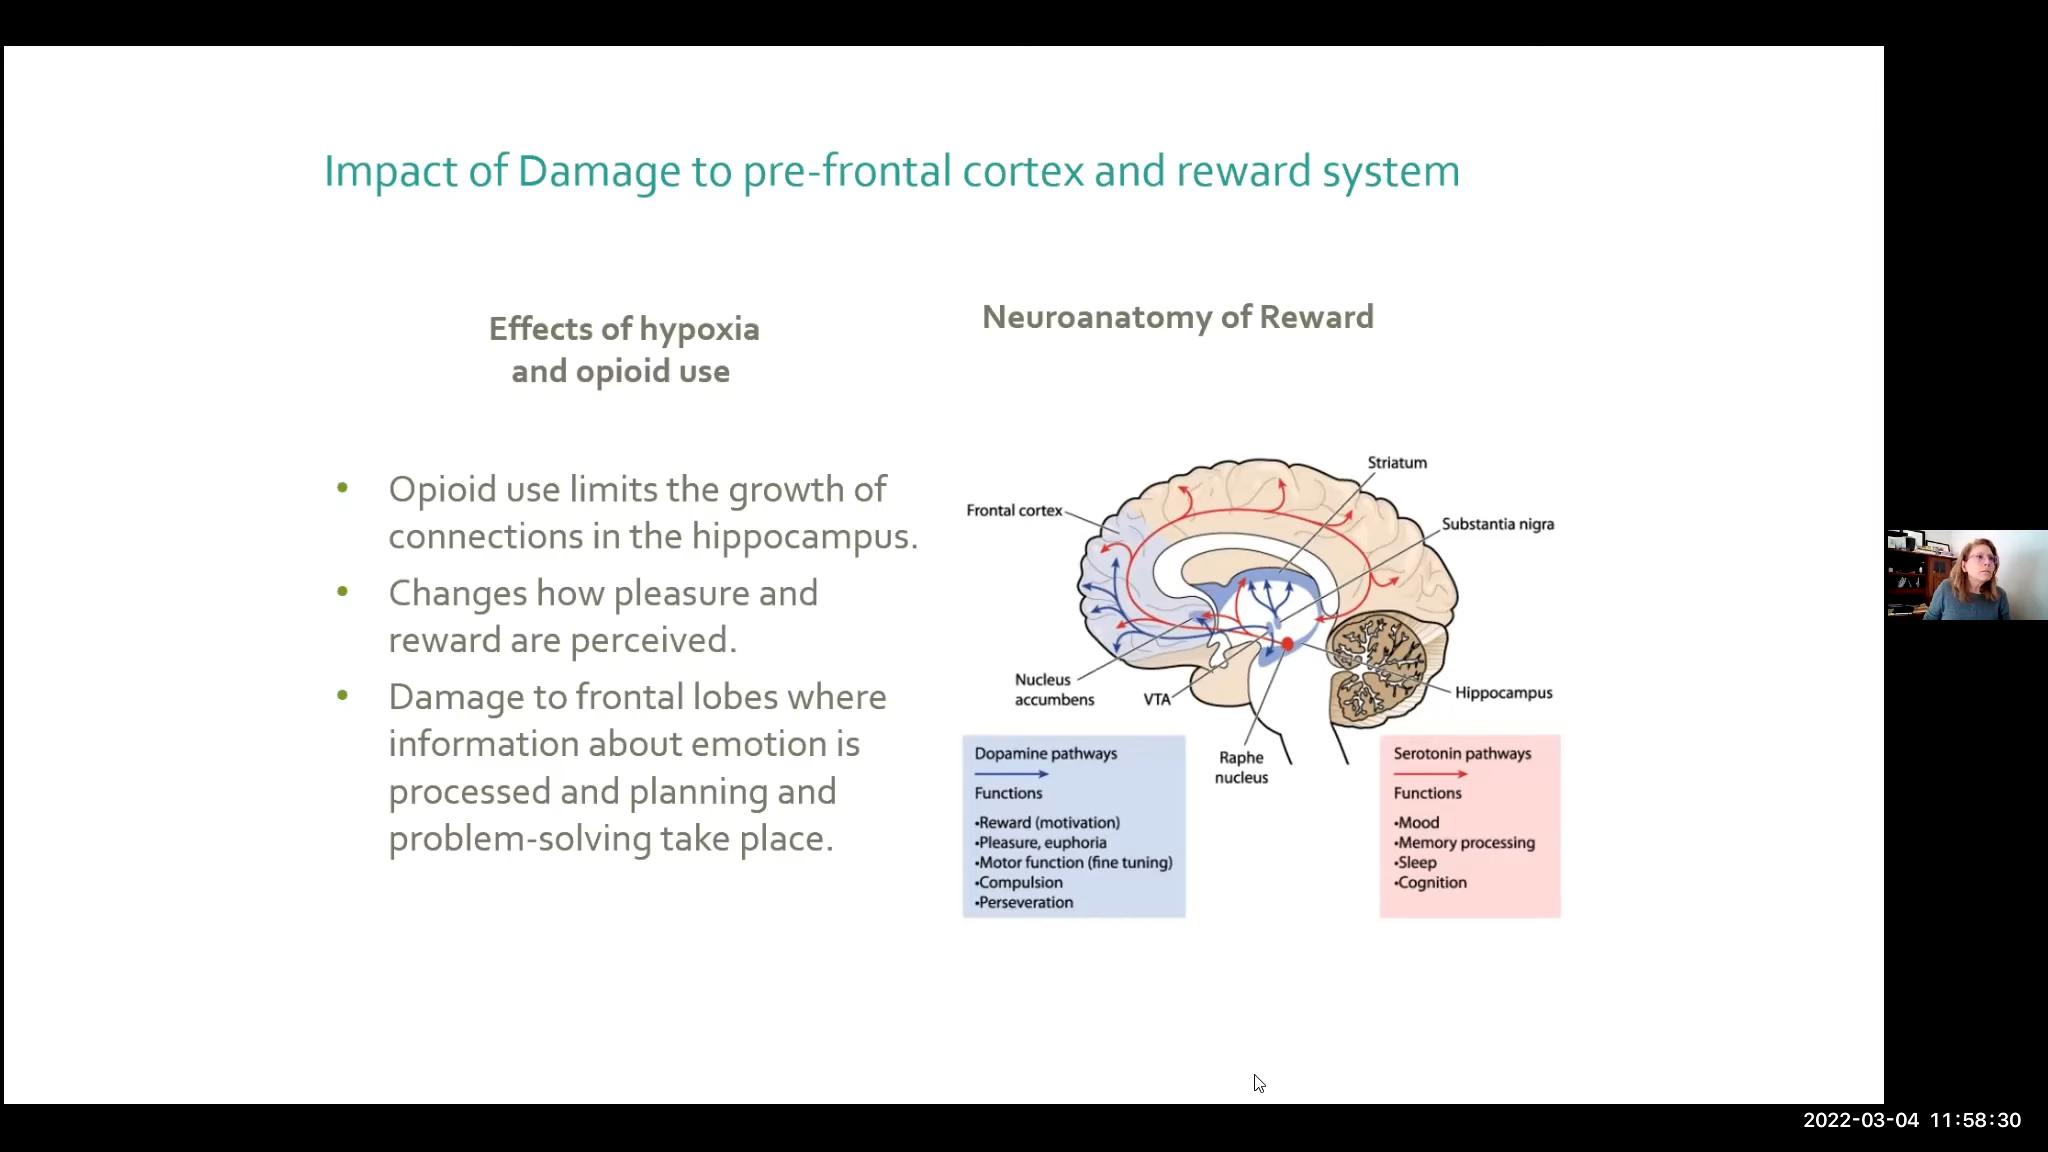 Impact of Damage to pre-frontal cortex and reward system
Effects of hypoxia
and opioid use
• Opioid use limits the growth of
connections in the hippocampus.
• Changes how pleasure and
reward are perceived.
• Damage to frontal lobes where
information about emotion is
processed and planning and
problem-solving take place.
Neuroanatomy of Reward
Striatum
Frontal cortex
Substantia nigra
Nucleus
accumbens
VTA
Hippocampus
Raphe
nucleus
Dopamine pathways
Functions
•Reward (motivation)
•Pleasure, euphoria
•Motor function (fine tuning)
•Compulsion
•Perseveration
Serotonin pathways
Functions
•Mood
•Memory processing
•Sleep
•Cognition
2022-03-04 11:58:30